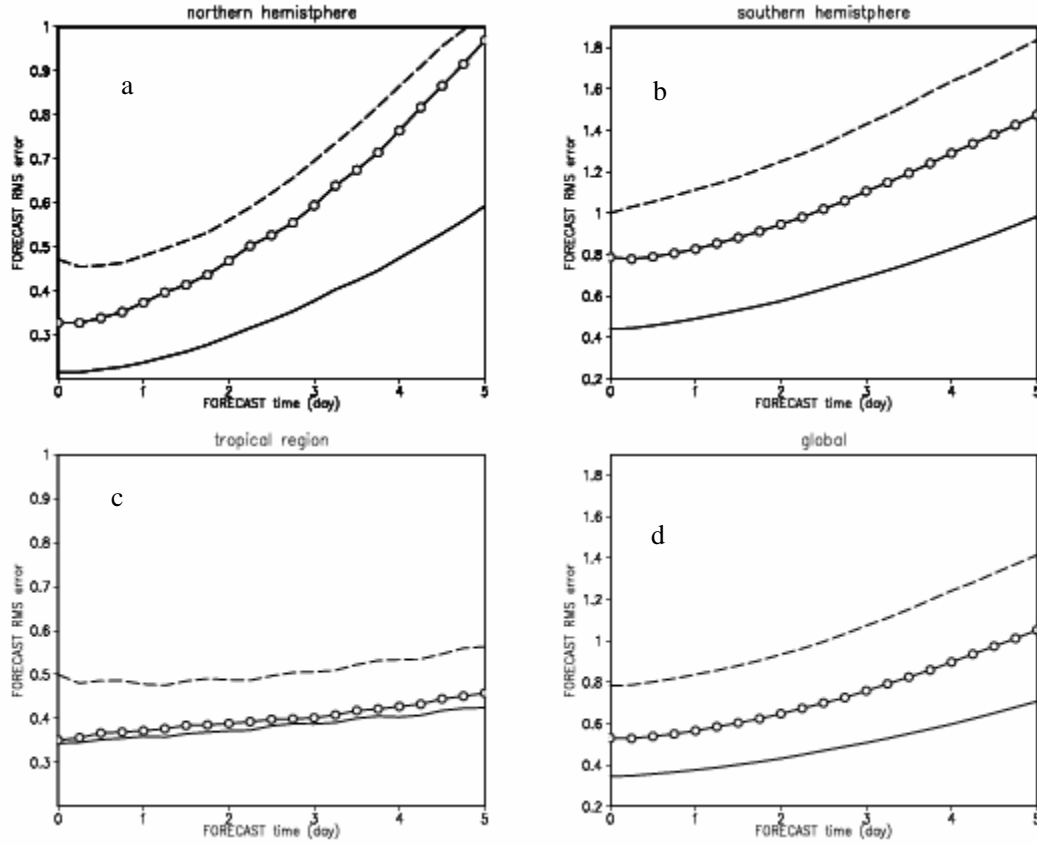 northern hemistphere
a
FORECAST RMS error
1
0.9
0.8
0.7
0.6
0.5
0.4
0.3
0 1 2 3 4 5
FORECAST time (day)
southern hemistphere
b
FORECAST RMS error
1.8
1.6
1.4
1.2
1
0.8
0.6
0.4
0.2
0 1 2 3 4 5
FORECAST time (day)
tropical region
c
FORECAST RMS error
1
0.9
0.8
0.7
0.6
0.5
0.4
0.3
0 1 2 3 4 5
FORECAST time (day)
global
d
FORECAST RMS error
1.8
1.6
1.4
1.2
1
0.8
0.6
0.4
0.2
0 1 2 3 4 5
FORECAST time (day)